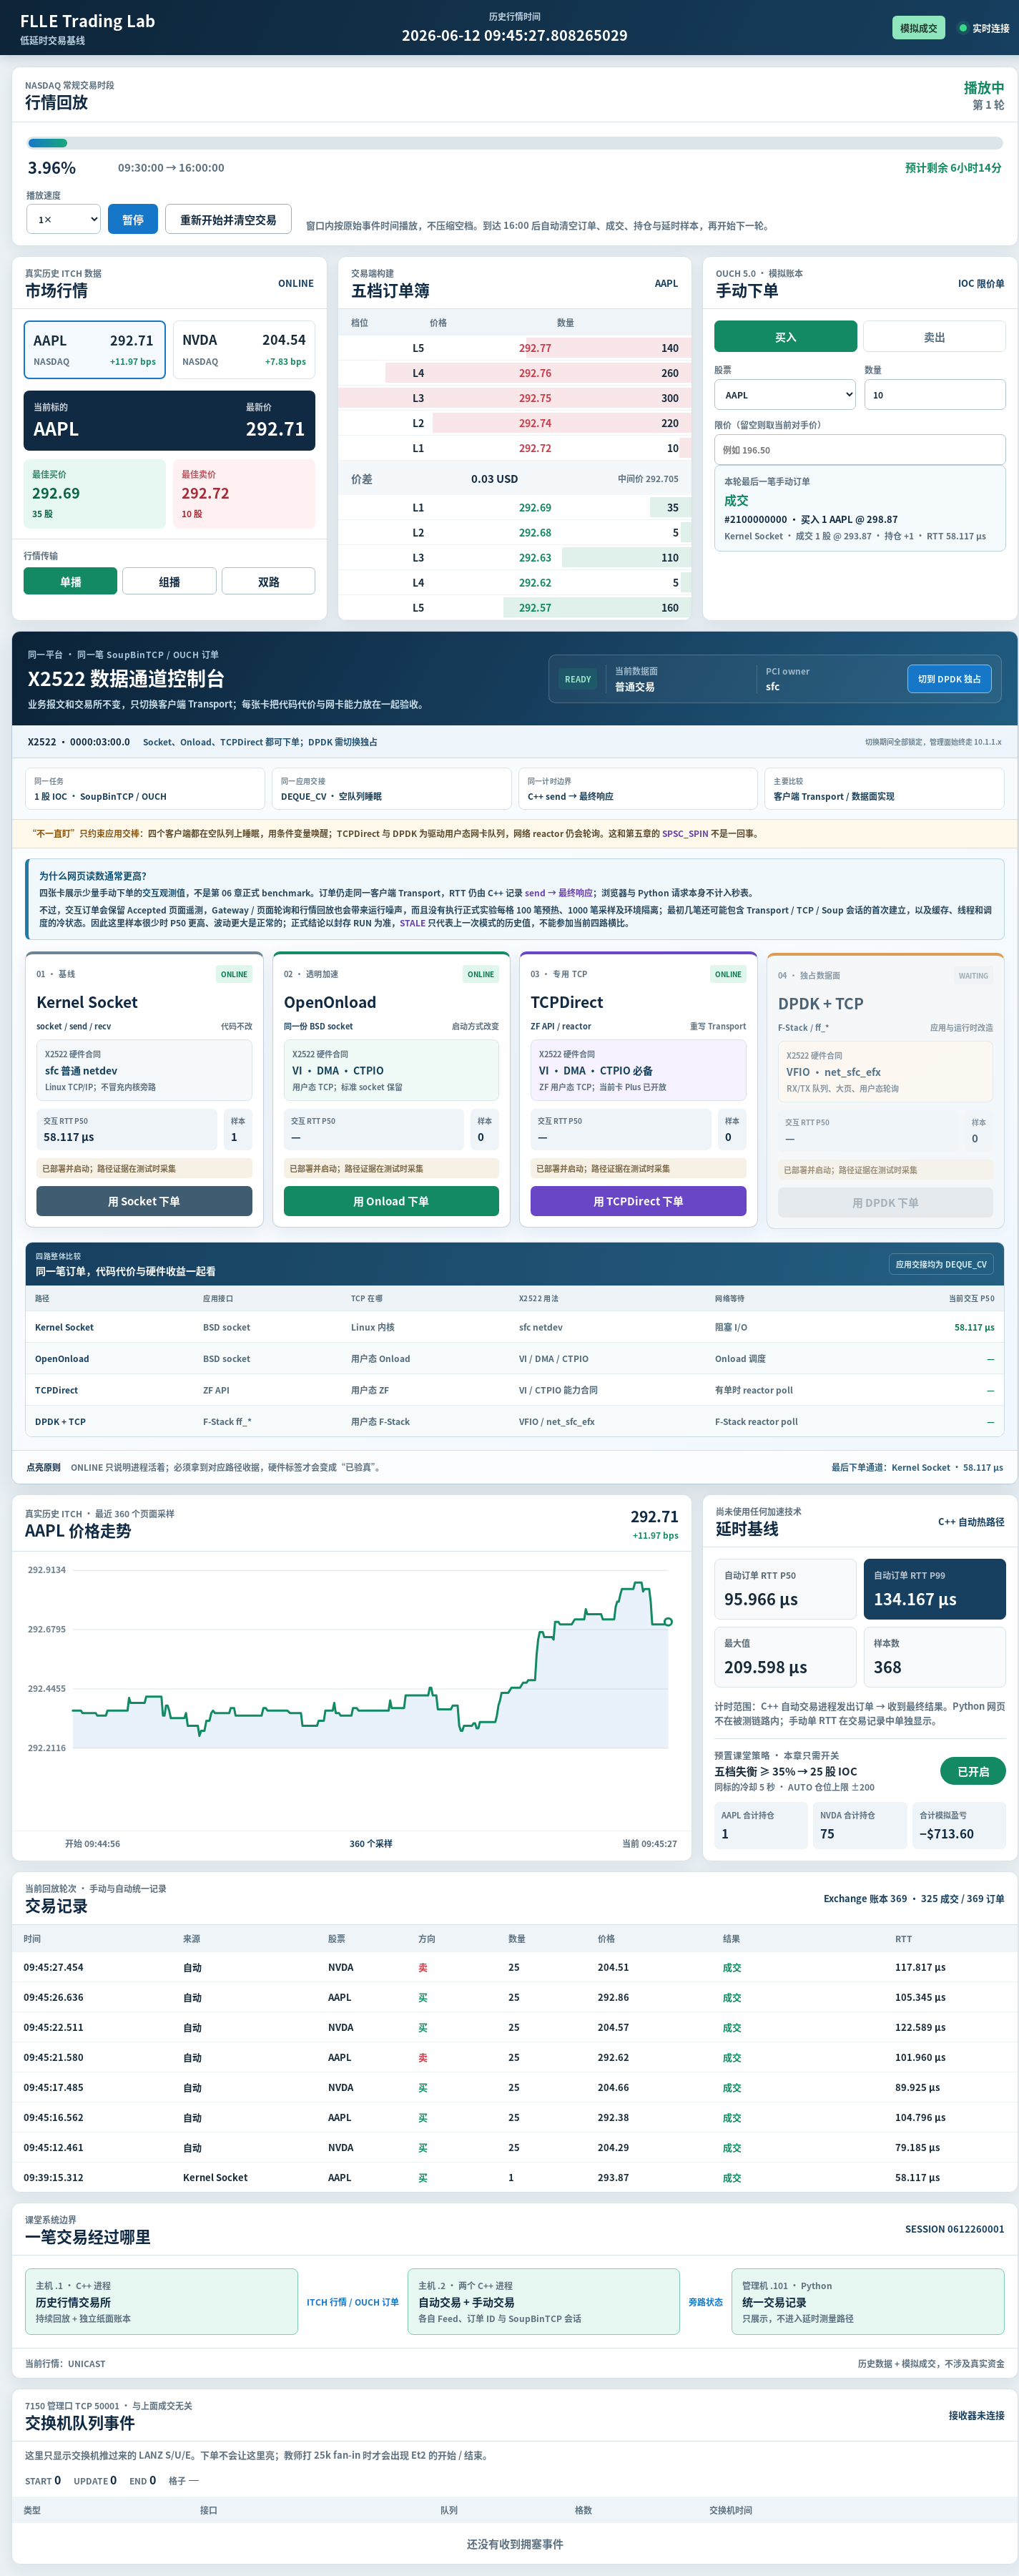 FLLE Trading Lab
低延时交易基线
历史行情时间
2026-06-12 09:45:27.808265029
模拟成交
实时连接
NASDAQ 常规交易时段
行情回放
播放中
第 1 轮
3.96%
09:30:00 → 16:00:00
预计剩余 6小时14分
播放速度
1×
暂停
重新开始并清空交易
窗口内按原始事件时间播放，不压缩空档。到达 16:00 后自动清空订单、成交、持仓与延时样本，再开始下一轮。
真实历史 ITCH 数据
市场行情
ONLINE
AAPL 292.71
NASDAQ +11.97 bps
NVDA 204.54
NASDAQ +7.83 bps
当前标的 最新价
AAPL 292.71
最佳买价
292.69
35 股
最佳卖价
292.72
10 股
行情传输
单播 组播 双路
交易端构建
五档订单簿
AAPL
档位 价格 数量
L5 292.77 140
L4 292.76 260
L3 292.75 300
L2 292.74 220
L1 292.72 10
价差 0.03 USD 中间价 292.705
L1 292.69 35
L2 292.68 5
L3 292.63 110
L4 292.62 5
L5 292.57 160
OUCH 5.0 · 模拟账本
手动下单
IOC 限价单
买入 卖出
股票 数量
AAPL 10
限价（留空则取当前对手价）
例如 196.50
本轮最后一笔手动订单
成交
#2100000000 · 买入 1 AAPL @ 298.87
Kernel Socket · 成交 1 股 @ 293.87 · 持仓 +1 · RTT 58.117 µs
同一平台 · 同一笔 SoupBinTCP / OUCH 订单
X2522 数据通道控制台
业务报文和交易所不变，只切换客户端 Transport；每张卡把代码代价与网卡能力放在一起验收。
READY
当前数据面
普通交易
PCI owner
sfc
切到 DPDK 独占
X2522 · 0000:03:00.0 Socket、Onload、TCPDirect 都可下单；DPDK 需切换独占
切换期间全部锁定，管理面始终走 10.1.1.x
同一任务
1 股 IOC · SoupBinTCP / OUCH
同一应用交接
DEQUE_CV · 空队列睡眠
同一计时边界
C++ send → 最终响应
主要比较
客户端 Transport / 数据面实现
“不一直盯”只约束应用交棒：四个客户端都在空队列上睡眠，用条件变量唤醒；TCPDirect 与 DPDK 为驱动用户态网卡队列，网络 reactor 仍会轮询。这和第五章的 SPSC_SPIN 不是一回事。
为什么网页读数通常更高？
四张卡展示少量手动下单的交互观测值，不是第 06 章正式 benchmark。订单仍走同一客户端 Transport，RTT 仍由 C++ 记录 send → 最终响应；浏览器与 Python 请求本身不计入秒表。
不过，交互订单会保留 Accepted 页面遥测，Gateway / 页面轮询和行情回放也会带来运行噪声，而且没有执行正式实验每格 100 笔预热、1000 笔采样及环境隔离；最初几笔还可能包含 Transport / TCP / Soup 会话的首次建立，以及缓存、线程和调
度的冷状态。因此这里样本很少时 P50 更高、波动更大是正常的；正式结论以封存 RUN 为准，STALE 只代表上一次模式的历史值，不能参加当前四路横比。
01 · 基线 ONLINE
Kernel Socket
socket / send / recv 代码不改
X2522 硬件合同
sfc 普通 netdev
Linux TCP/IP；不冒充内核旁路
交互 RTT P50 样本
58.117 µs 1
已部署并启动；路径证据在测试时采集
用 Socket 下单
02 · 透明加速 ONLINE
OpenOnload
同一份 BSD socket 启动方式改变
X2522 硬件合同
VI · DMA · CTPIO
用户态 TCP；标准 socket 保留
交互 RTT P50 样本
— 0
已部署并启动；路径证据在测试时采集
用 Onload 下单
03 · 专用 TCP ONLINE
TCPDirect
ZF API / reactor 重写 Transport
X2522 硬件合同
VI · DMA · CTPIO 必备
ZF 用户态 TCP；当前卡 Plus 已开放
交互 RTT P50 样本
— 0
已部署并启动；路径证据在测试时采集
用 TCPDirect 下单
04 · 独占数据面 WAITING
DPDK + TCP
F-Stack / ff_* 应用与运行时改造
X2522 硬件合同
VFIO · net_sfc_efx
RX/TX 队列、大页、用户态轮询
交互 RTT P50 样本
— 0
已部署并启动；路径证据在测试时采集
用 DPDK 下单
四路整体比较
同一笔订单，代码代价与硬件收益一起看
应用交接均为 DEQUE_CV
路径 应用接口 TCP 在哪 X2522 用法 网络等待 当前交互 P50
Kernel Socket BSD socket Linux 内核 sfc netdev 阻塞 I/O 58.117 µs
OpenOnload BSD socket 用户态 Onload VI / DMA / CTPIO Onload 调度 —
TCPDirect ZF API 用户态 ZF VI / CTPIO 能力合同 有单时 reactor poll —
DPDK + TCP F-Stack ff_* 用户态 F-Stack VFIO / net_sfc_efx F-Stack reactor poll —
点亮原则 ONLINE 只说明进程活着；必须拿到对应路径收据，硬件标签才会变成“已验真”。
最后下单通道：Kernel Socket · 58.117 µs
真实历史 ITCH · 最近 360 个页面采样
AAPL 价格走势
292.71
+11.97 bps
292.9134
292.6795
292.4455
292.2116
开始 09:44:56 360 个采样 当前 09:45:27
尚未使用任何加速技术
延时基线
C++ 自动热路径
自动订单 RTT P50
95.966 µs
自动订单 RTT P99
134.167 µs
最大值
209.598 µs
样本数
368
计时范围：C++ 自动交易进程发出订单 → 收到最终结果。Python 网页
不在被测链路内；手动单 RTT 在交易记录中单独显示。
预置课堂策略 · 本章只需开关
五档失衡 ≥ 35% → 25 股 IOC
同标的冷却 5 秒 · AUTO 仓位上限 ±200
已开启
AAPL 合计持仓
1
NVDA 合计持仓
75
合计模拟盈亏
−$713.60
当前回放轮次 · 手动与自动统一记录
交易记录
Exchange 账本 369 · 325 成交 / 369 订单
时间 来源 股票 方向 数量 价格 结果 RTT
09:45:27.454 自动 NVDA 卖 25 204.51 成交 117.817 µs
09:45:26.636 自动 AAPL 买 25 292.86 成交 105.345 µs
09:45:22.511 自动 NVDA 买 25 204.57 成交 122.589 µs
09:45:21.580 自动 AAPL 卖 25 292.62 成交 101.960 µs
09:45:17.485 自动 NVDA 买 25 204.66 成交 89.925 µs
09:45:16.562 自动 AAPL 买 25 292.38 成交 104.796 µs
09:45:12.461 自动 NVDA 买 25 204.29 成交 79.185 µs
09:39:15.312 Kernel Socket AAPL 买 1 293.87 成交 58.117 µs
课堂系统边界
一笔交易经过哪里
SESSION 0612260001
主机 .1 · C++ 进程
历史行情交易所
持续回放 + 独立纸面账本
ITCH 行情 / OUCH 订单
主机 .2 · 两个 C++ 进程
自动交易 + 手动交易
各自 Feed、订单 ID 与 SoupBinTCP 会话
旁路状态
管理机 .101 · Python
统一交易记录
只展示，不进入延时测量路径
当前行情：UNICAST
历史数据 + 模拟成交，不涉及真实资金
7150 管理口 TCP 50001 · 与上面成交无关
交换机队列事件
接收器未连接
这里只显示交换机推过来的 LANZ S/U/E。下单不会让这里亮；教师打 25k fan-in 时才会出现 Et2 的开始 / 结束。
START 0 UPDATE 0 END 0 格子 —
类型 接口 队列 格数 交换机时间
还没有收到拥塞事件